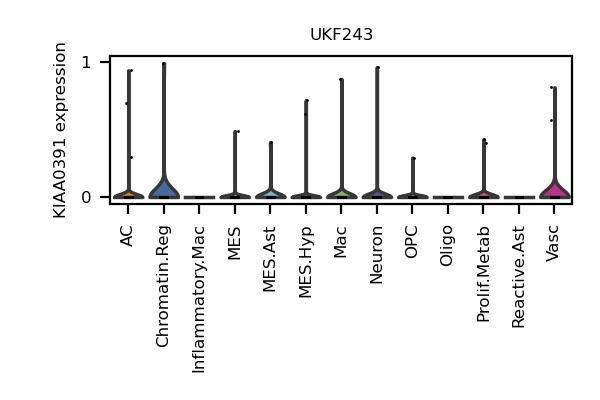 UKF243
KIAA0391 expression
1
0
AC
Chromatin.Reg
Inflammatory.Mac
MES
MES.Ast
MES.Hyp
Mac
Neuron
OPC
Oligo
Prolif.Metab
Reactive.Ast
Vasc